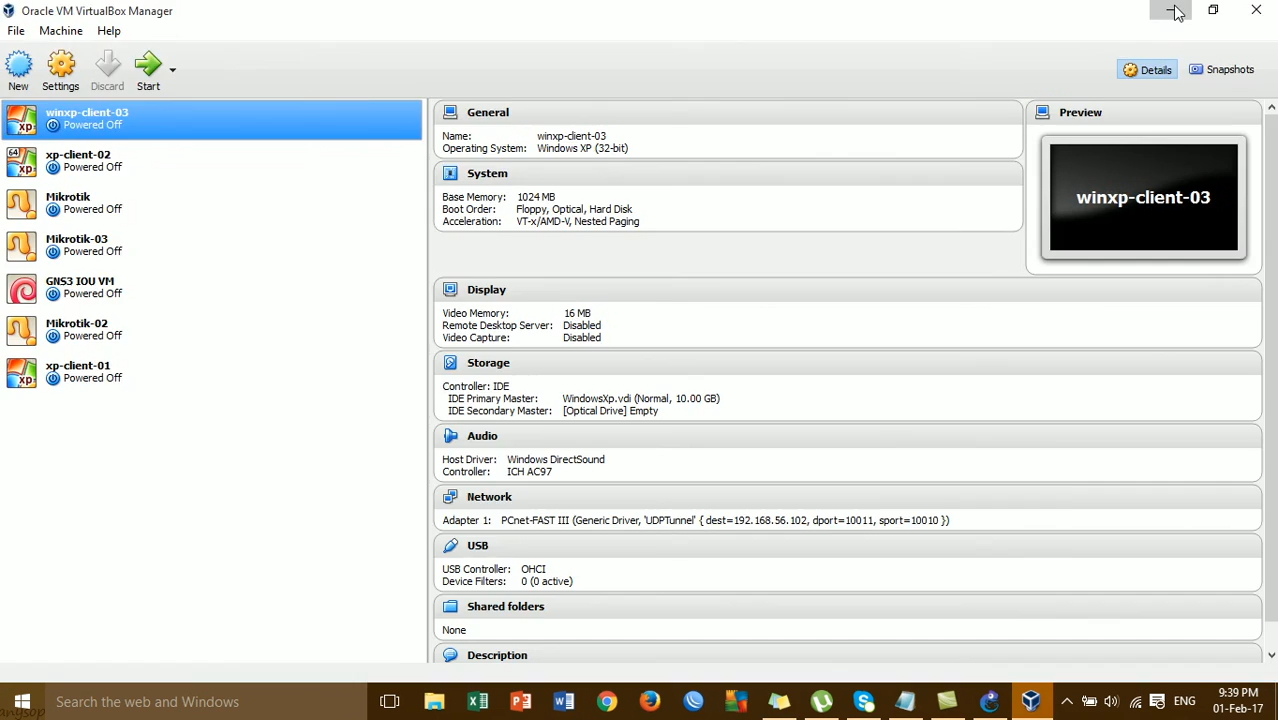 Oracle VM VirtualBox Manager
File Machine Help
New Settings Discard Start
Details Snapshots
winxp-client-03
Powered Off
xp-client-02
Powered Off
Mikrotik
Powered Off
Mikrotik-03
Powered Off
GNS3 IOU VM
Powered Off
Mikrotik-02
Powered Off
xp-client-01
Powered Off
General
Name: winxp-client-03
Operating System: Windows XP (32-bit)
System
Base Memory: 1024 MB
Boot Order: Floppy, Optical, Hard Disk
Acceleration: VT-x/AMD-V, Nested Paging
Preview
winxp-client-03
Display
Video Memory: 16 MB
Remote Desktop Server: Disabled
Video Capture: Disabled
Storage
Controller: IDE
IDE Primary Master: WindowsXp.vdi (Normal, 10.00 GB)
IDE Secondary Master: [Optical Drive] Empty
Audio
Host Driver: Windows DirectSound
Controller: ICH AC97
Network
Adapter 1: PCnet-FAST III (Generic Driver, 'UDPTunnel' { dest=192.168.56.102, dport=10011, sport=10010 })
USB
USB Controller: OHCI
Device Filters: 0 (0 active)
Shared folders
None
Description
Search the web and Windows
ENG
9:39 PM
01-Feb-17